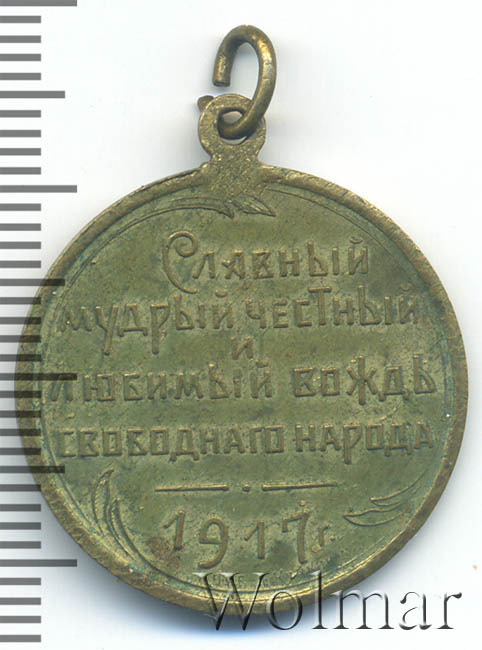 Славный
мудрый честный
и
любимый вождь
свободнаго народа
1917 г.
Wolmar